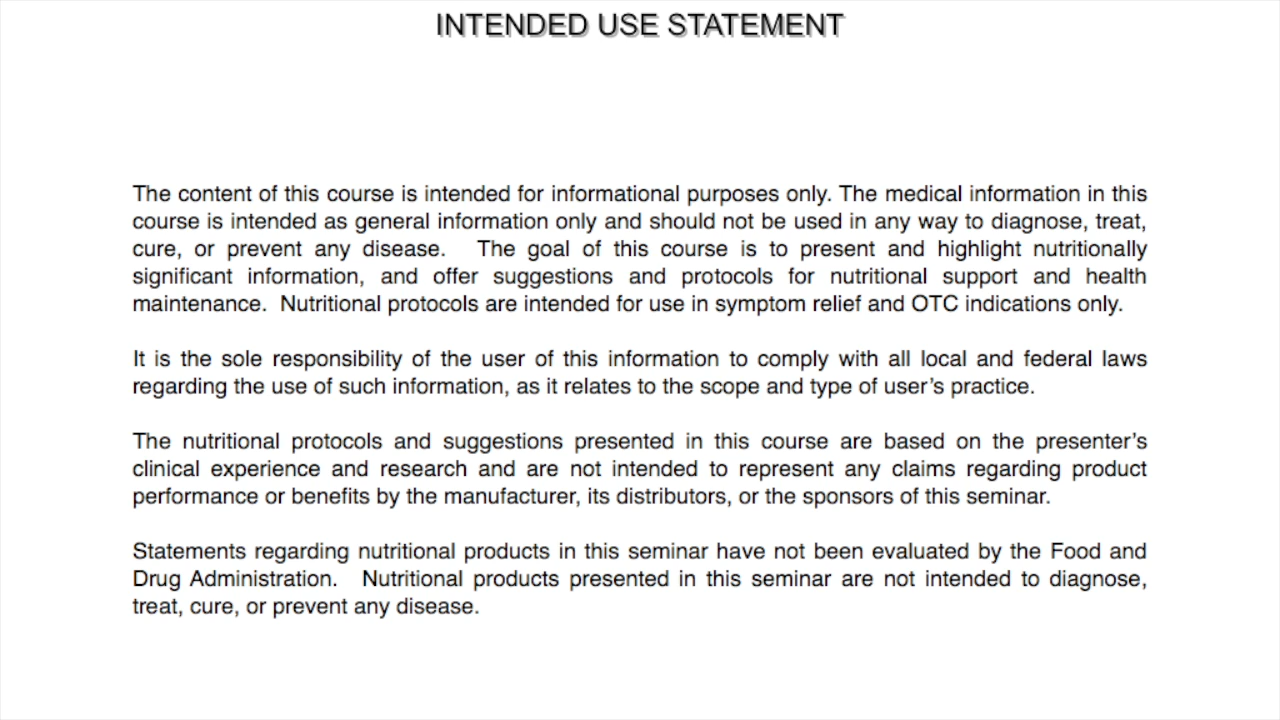 INTENDED USE STATEMENT
The content of this course is intended for informational purposes only. The medical information in this
course is intended as general information only and should not be used in any way to diagnose, treat,
cure, or prevent any disease. The goal of this course is to present and highlight nutritionally
significant information, and offer suggestions and protocols for nutritional support and health
maintenance. Nutritional protocols are intended for use in symptom relief and OTC indications only.
It is the sole responsibility of the user of this information to comply with all local and federal laws
regarding the use of such information, as it relates to the scope and type of user’s practice.
The nutritional protocols and suggestions presented in this course are based on the presenter’s
clinical experience and research and are not intended to represent any claims regarding product
performance or benefits by the manufacturer, its distributors, or the sponsors of this seminar.
Statements regarding nutritional products in this seminar have not been evaluated by the Food and
Drug Administration. Nutritional products presented in this seminar are not intended to diagnose,
treat, cure, or prevent any disease.